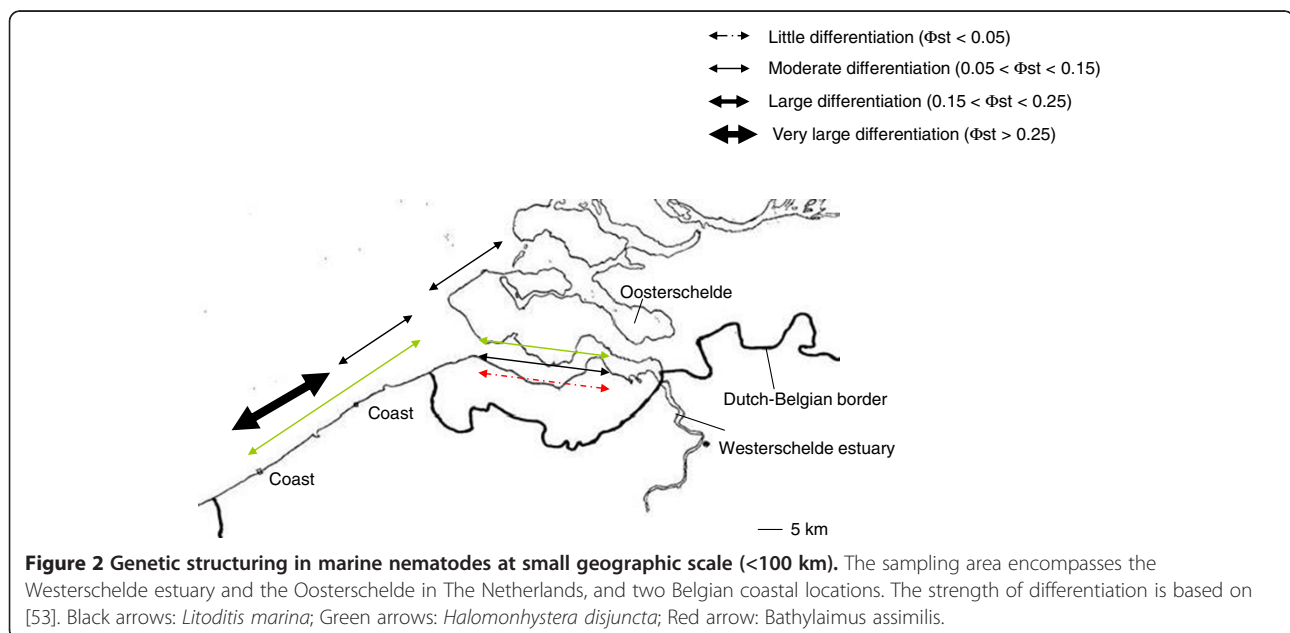 Little differentiation (Φst < 0.05)
Moderate differentiation (0.05 < Φst < 0.15)
Large differentiation (0.15 < Φst < 0.25)
Very large differentiation (Φst > 0.25)
Oosterschelde
Coast
Dutch-Belgian border
Westerschelde estuary
Coast
5 km
Figure 2 Genetic structuring in marine nematodes at small geographic scale (<100 km). The sampling area encompasses the
Westerschelde estuary and the Oosterschelde in The Netherlands, and two Belgian coastal locations. The strength of differentiation is based on
[53]. Black arrows: Litoditis marina; Green arrows: Halomonhystera disjuncta; Red arrow: Bathylaimus assimilis.